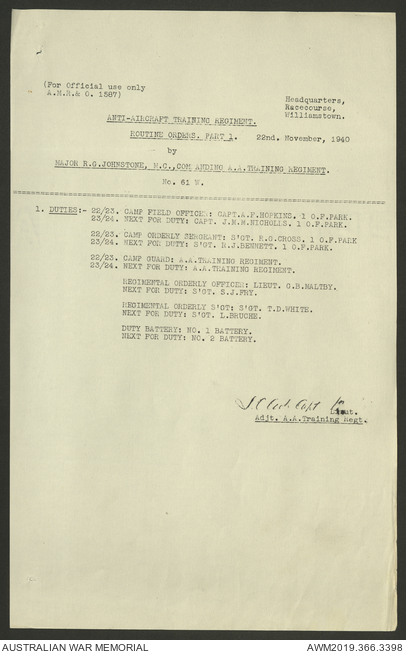 (For Official use only
A.M.R.& O. 1587)
Headquarters,
Racecourse,
Williamstown.
ANTI-AIRCRAFT TRAINING REGIMENT.
ROUTINE ORDERS. PART 1. 22nd. November, 1940
by
MAJOR R.G.JOHNSTONE, M.C.,COM ANDING A.A.TRAINING REGIMENT.
No. 61 W.
1. DUTIES:- 22/23. CAMP FIELD OFFICER: CAPT.A.P.HOPKINS. 1 O.F.PARK.
23/24. NEXT FOR DUTY: CAPT. J.M.M.NICHOLLS. 1 O.F.PARK.
22/23. CAMP ORDERLY SERGEANT: S'GT. R.G.CROSS. 1 O.F.PARK
23/24. NEXT FOR DUTY: S'GT. R.J.BENNETT. 1 O.F.PARK.
22/23. CAMP GUARD: A.A.TRAINING REGIMENT.
23/24. NEXT FOR DUTY: A.A.TRAINING REGIMENT.
REGIMENTAL ORDERLY OFFICER: LIEUT. G.B.MALTBY.
NEXT FOR DUTY: S'GT. S.J.FRY.
REGIMENTAL ORDERLY S'GT: S'GT. T.D.WHITE.
NEXT FOR DUTY: S'GT. L.BRUCHE.
DUTY BATTERY: NO. 1 BATTERY.
NEXT FOR DUTY: NO. 2 BATTERY.
Capt
Lieut.
Adjt. A.A.Training Regt.
AUSTRALIAN WAR MEMORIAL
AWM2019.366.3398